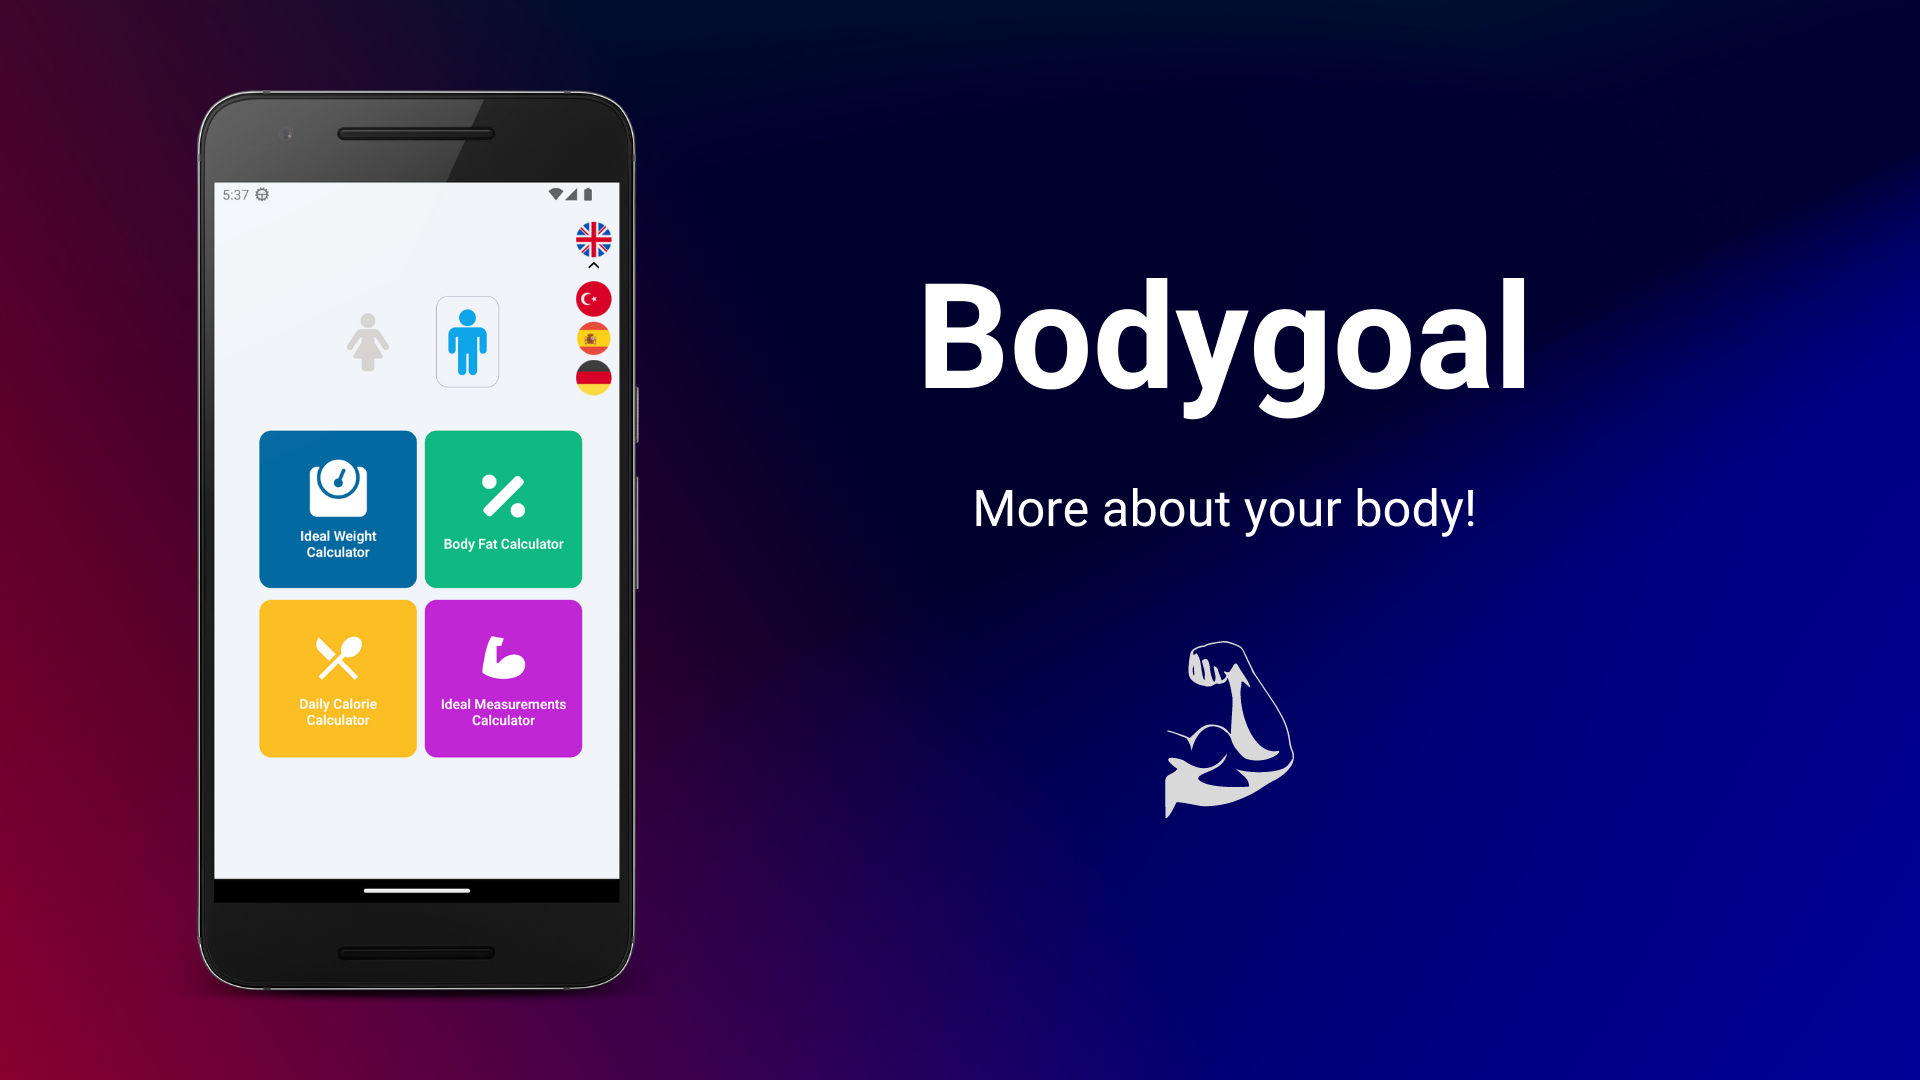 5:37
Ideal Weight
Calculator
Body Fat Calculator
Daily Calorie
Calculator
Ideal Measurements
Calculator
Bodygoal
More about your body!